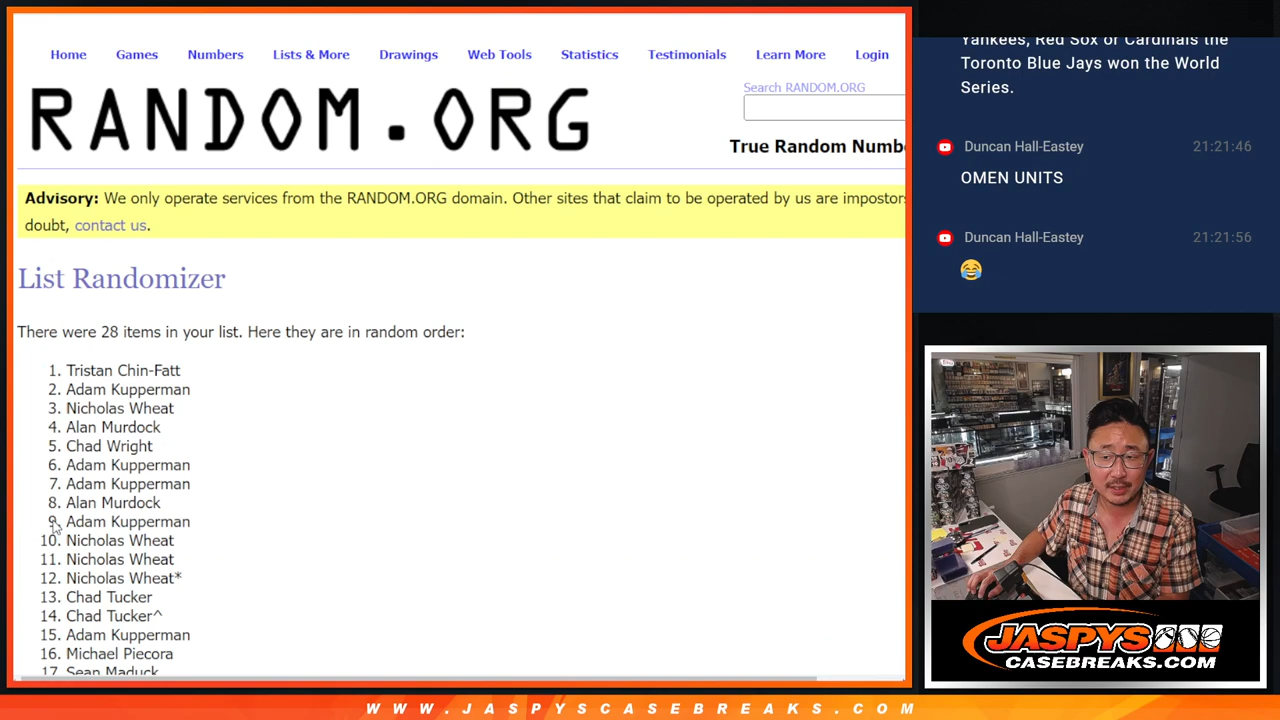 Home Games Numbers Lists & More Drawings Web Tools Statistics Testimonials Learn More Login
RANDOM.ORG
Search RANDOM.ORG
True Random Numb
Advisory: We only operate services from the RANDOM.ORG domain. Other sites that claim to be operated by us are impostors
doubt, contact us.
List Randomizer
There were 28 items in your list. Here they are in random order:
1. Tristan Chin-Fatt
2. Adam Kupperman
3. Nicholas Wheat
4. Alan Murdock
5. Chad Wright
6. Adam Kupperman
7. Adam Kupperman
8. Alan Murdock
9. Adam Kupperman
10. Nicholas Wheat
11. Nicholas Wheat
12. Nicholas Wheat*
13. Chad Tucker
14. Chad Tucker^
15. Adam Kupperman
16. Michael Piecora
17. Sean Maduck
Yankees, Red Sox or Cardinals the
Toronto Blue Jays won the World
Series.
Duncan Hall-Eastey 21:21:46
OMEN UNITS
Duncan Hall-Eastey 21:21:56
😂
JASPYS
CASEBREAKS.COM
WWW.JASPYSCASEBREAKS.COM